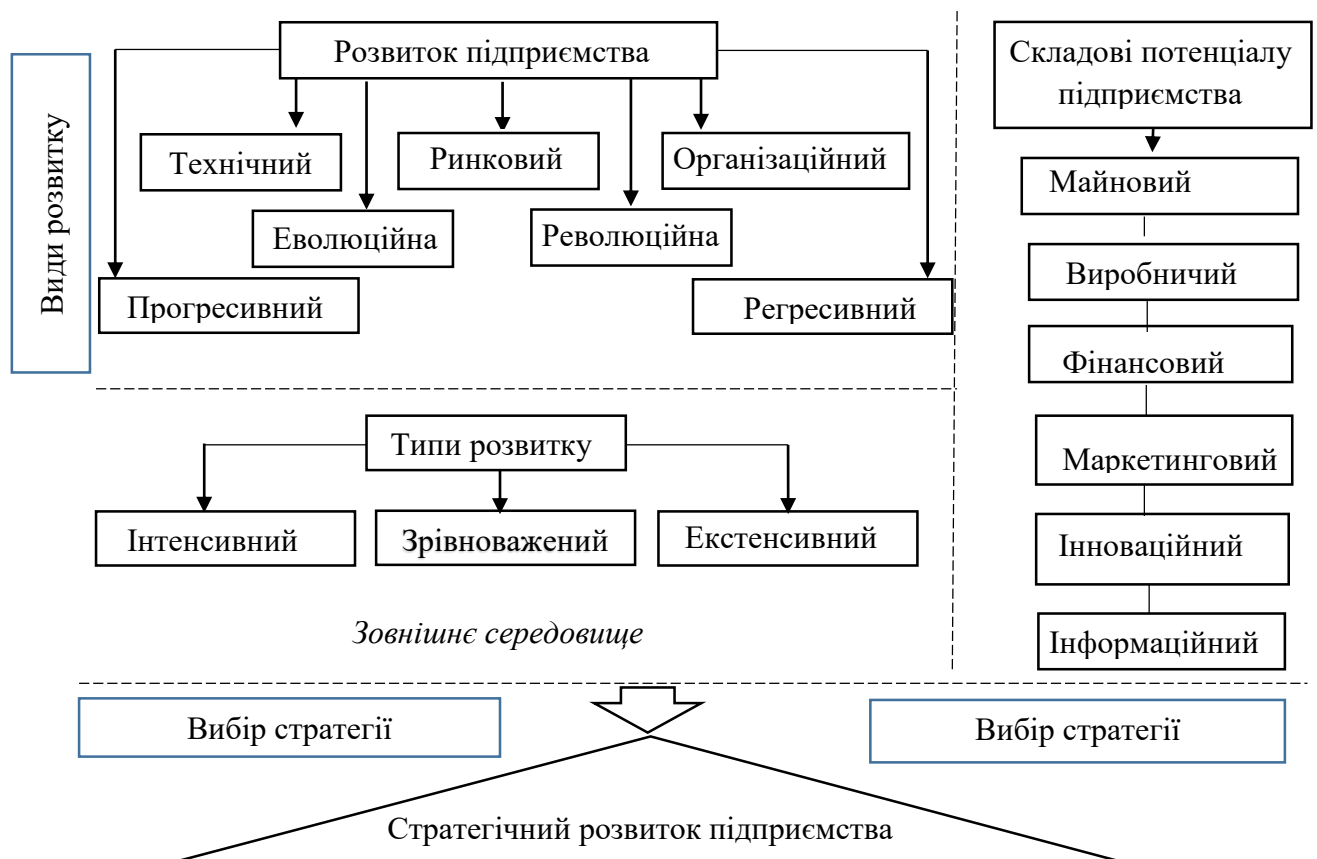 Види розвитку
Розвиток підприємства
Технічний
Ринковий
Організаційний
Еволюційна
Революційна
Прогресивний
Регресивний
Типи розвитку
Інтенсивний
Зрівноважений
Екстенсивний
Зовнішнє середовище
Складові потенціалу
підприємства
Майновий
Виробничий
Фінансовий
Маркетинговий
Інноваційний
Інформаційний
Вибір стратегії
Вибір стратегії
Стратегічний розвиток підприємства